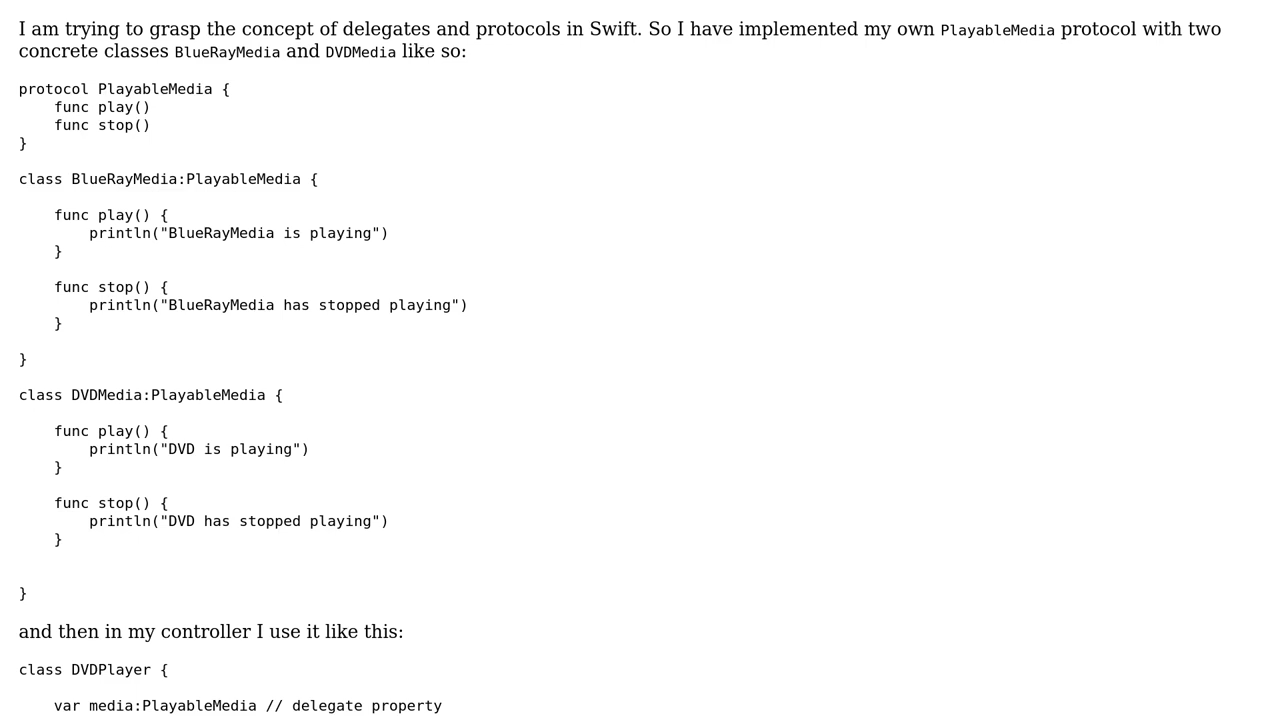 I am trying to grasp the concept of delegates and protocols in Swift. So I have implemented my own PlayableMedia protocol with two
concrete classes BlueRayMedia and DVDMedia like so:
protocol PlayableMedia {
    func play()
    func stop()
}
class BlueRayMedia:PlayableMedia {
    func play() {
        println("BlueRayMedia is playing")
    }
    func stop() {
        println("BlueRayMedia has stopped playing")
    }
}
class DVDMedia:PlayableMedia {
    func play() {
        println("DVD is playing")
    }
    func stop() {
        println("DVD has stopped playing")
    }
}
and then in my controller I use it like this:
class DVDPlayer {
    var media:PlayableMedia // delegate property